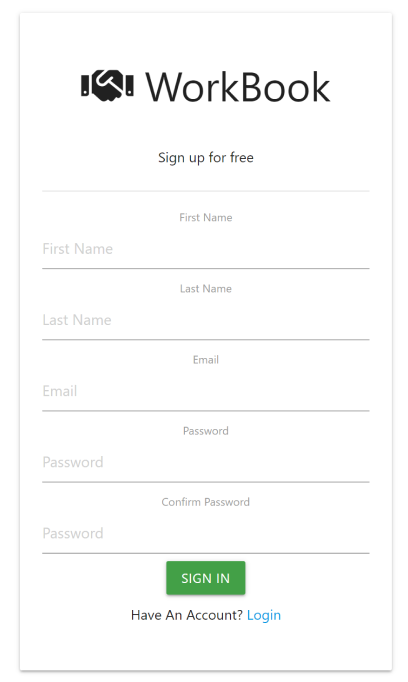 WorkBook
Sign up for free
First Name
First Name
Last Name
Last Name
Email
Email
Password
Password
Confirm Password
Password
SIGN IN
Have An Account? Login